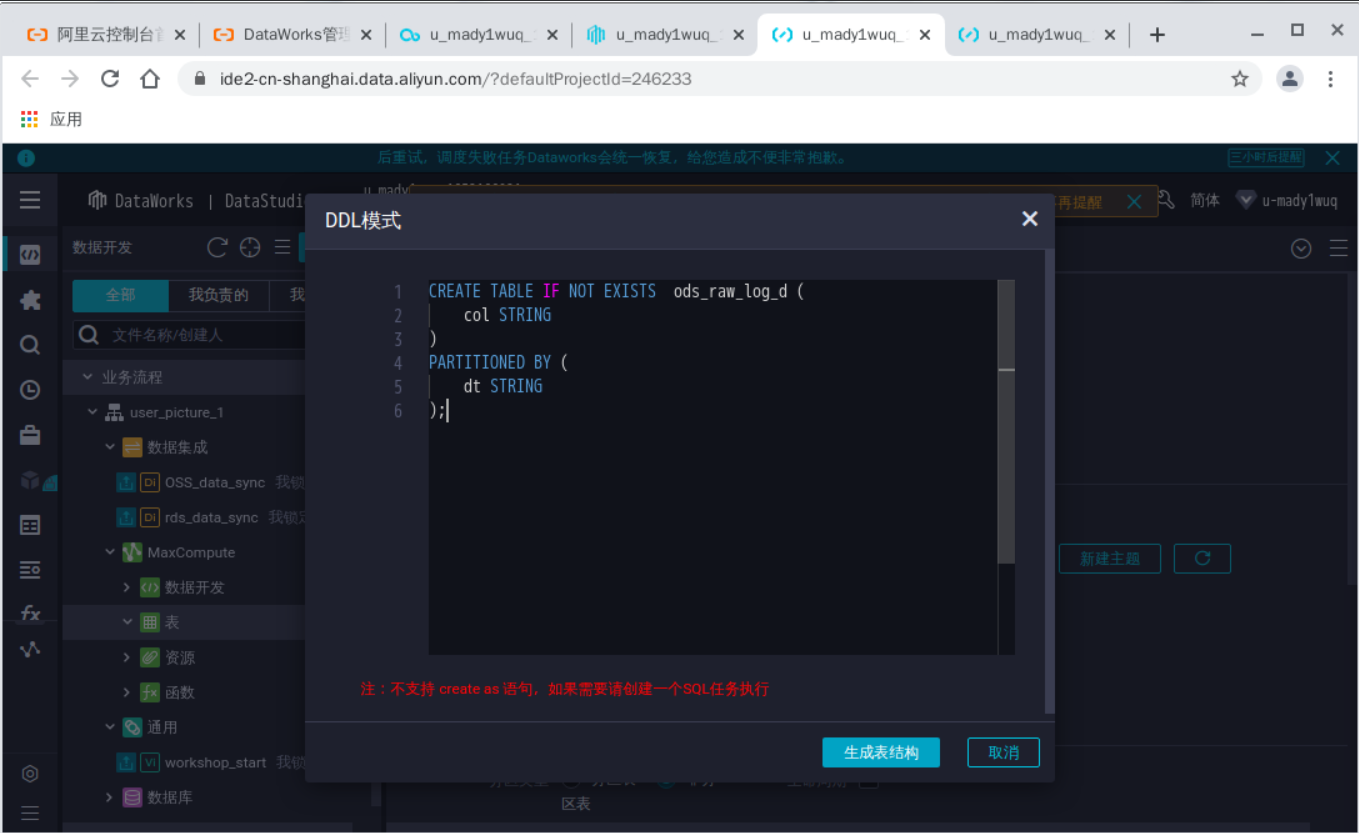 阿里云控制台首
DataWorks管理
u_mady1wuq_
u_mady1wuq_
u_mady1wuq_
u_mady1wuq_
ide2-cn-shanghai.data.aliyun.com/?defaultProjectId=246233
应用
后重试，调度失败任务Dataworks会统一恢复，给您造成不便非常抱歉。
三小时后提醒
DataWorks | DataStudi
再提醒
简体
u-mady1wuq
数据开发
全部
我负责的
我
文件名称/创建人
业务流程
user_picture_1
数据集成
Di OSS_data_sync 我锁
Di rds_data_sync 我锁定
MaxCompute
数据开发
表
资源
fx 函数
通用
Vi workshop_start 我锁
数据库
fx
DDL模式
1 CREATE TABLE IF NOT EXISTS ods_raw_log_d (
2 col STRING
3 )
4 PARTITIONED BY (
5 dt STRING
6 );
注：不支持 create as 语句，如果需要请创建一个SQL任务执行
生成表结构
取消
新建主题
区表